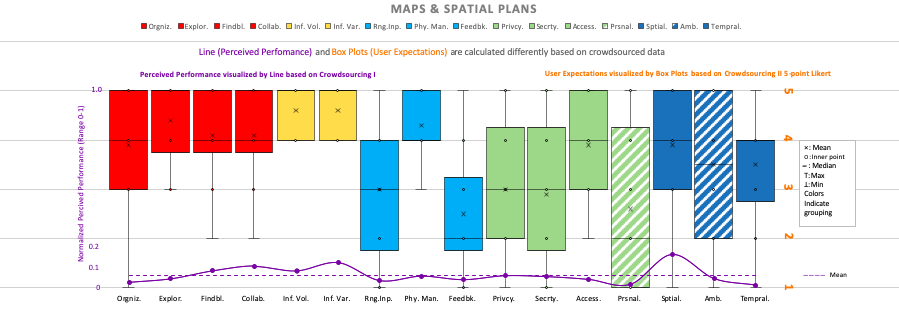 MAPS & SPATIAL PLANS
Orgniz. Explor. Findbl. Collab. Inf. Vol. Inf. Var. Rng.Inp. Phy. Man. Feedbk. Privcy. Secrty. Access. Prsnal. Sptial. Amb. Tempral.
Line (Perceived Perfomance) and Box Plots (User Expectations) are calculated differently based on crowdsourced data
Perceived Performance visualized by Line based on Crowdsourcing I
User Expectations visualized by Box Plots based on Crowdsourcing II 5-point Likert
Normalized Percived Performance (Range 0-1)
1.0
0.2
0.1
0
5
4
3
2
1
×: Mean
o:Inner point
–: Median
T:Max
⊥:Min
Colors
Indicate
grouping
Mean
Orgniz. Explor. Findbl. Collab. Inf. Vol. Inf. Var. Rng.Inp. Phy. Man. Feedbk. Privcy. Secrty. Access. Prsnal. Sptial. Amb. Tempral.